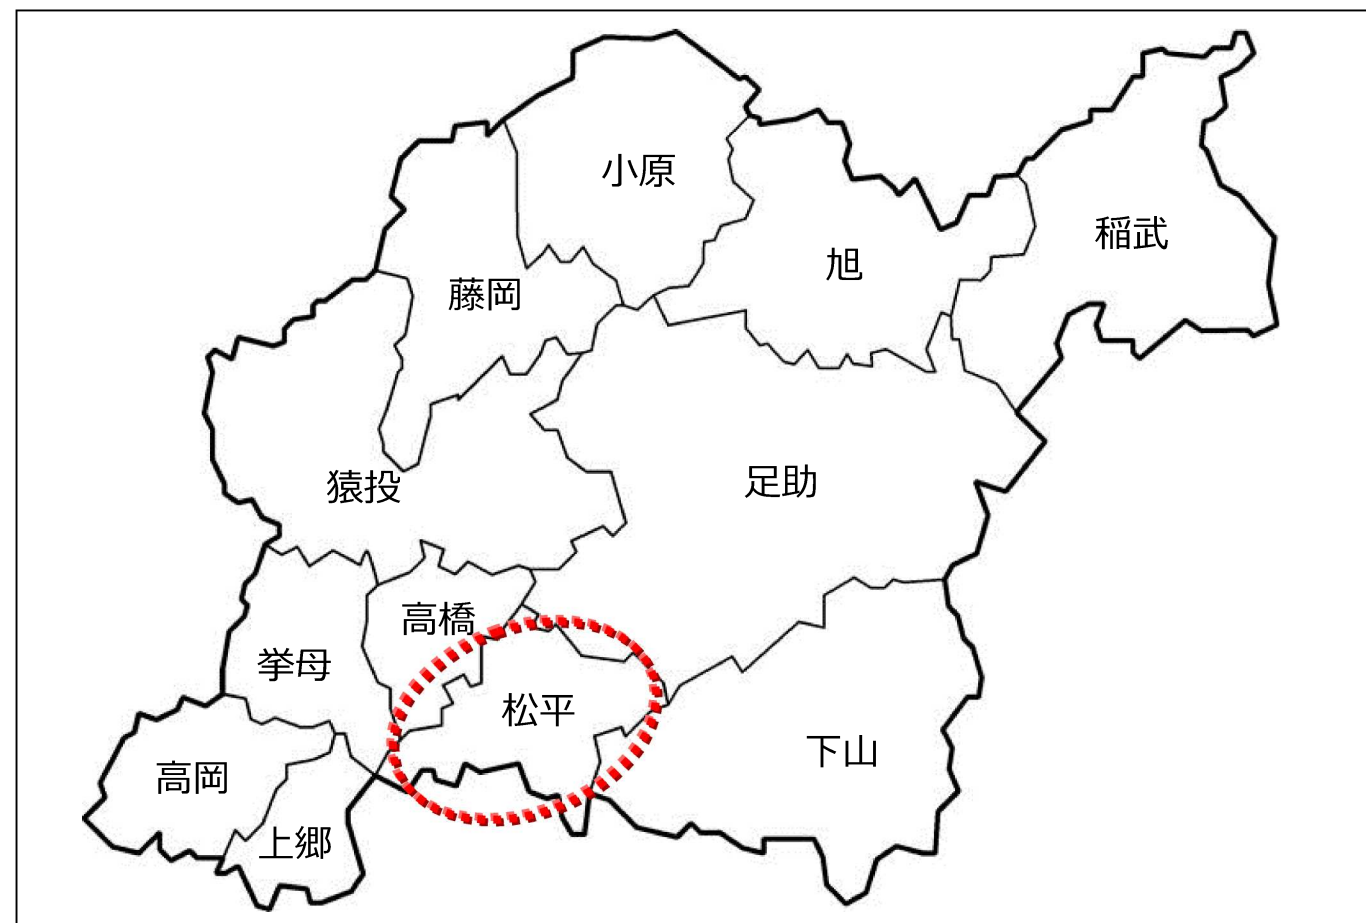 小原
稲武
旭
藤岡
足助
猿投
高橋
挙母
松平
下山
高岡
上郷